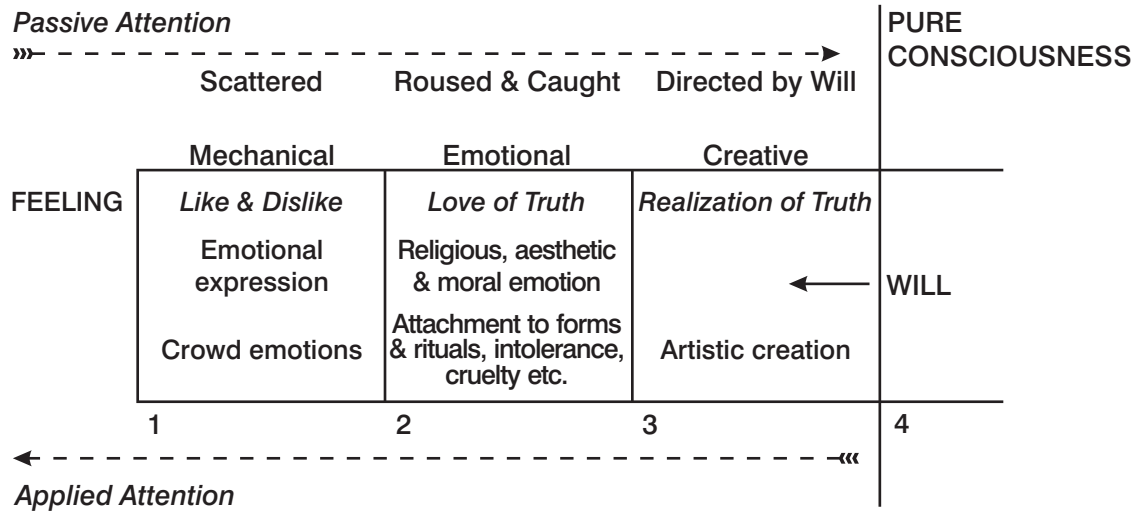 Passive Attention
PURE
CONSCIOUSNESS
Scattered
Roused & Caught
Directed by Will
Mechanical
Emotional
Creative
FEELING
Like & Dislike
Love of Truth
Realization of Truth
Emotional
expression
Religious, aesthetic
& moral emotion
WILL
Crowd emotions
Attachment to forms
& rituals, intolerance,
cruelty etc.
Artistic creation
1
2
3
4
Applied Attention